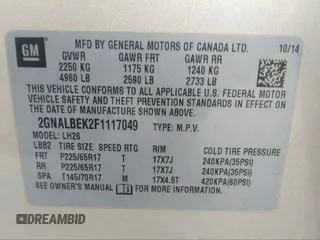 GM
MFD BY GENERAL MOTORS OF CANADA LTD. 10/14
GVWR GAWR FRT GAWR RR
2250 KG 1175 KG 1240 KG
4960 LB 2590 LB 2733 LB
THIS VEHICLE CONFORMS TO ALL APPLICABLE U.S. FEDERAL MOTOR
VEHICLE SAFETY, BUMPER, AND THEFT PREVENTION STANDARDS IN
EFFECT ON THE DATE OF MANUFACTURE SHOWN ABOVE.
2GNALBEK2F1117049 TYPE: M.P.V.
MODEL: LH26
LBB2 TIRE SIZE SPEED RTG RIM COLD TIRE PRESSURE
FRT P225/65R17 T 17X7J 240KPA(35PSI)
RR P225/65R17 T 17X7J 240KPA(35PSI)
SPA T145/70R17 M 17X4.5T 420KPA(60PSI)
SEE OWNER'S MANUAL FOR ADDITIONAL INFORMATION
DREAMBID